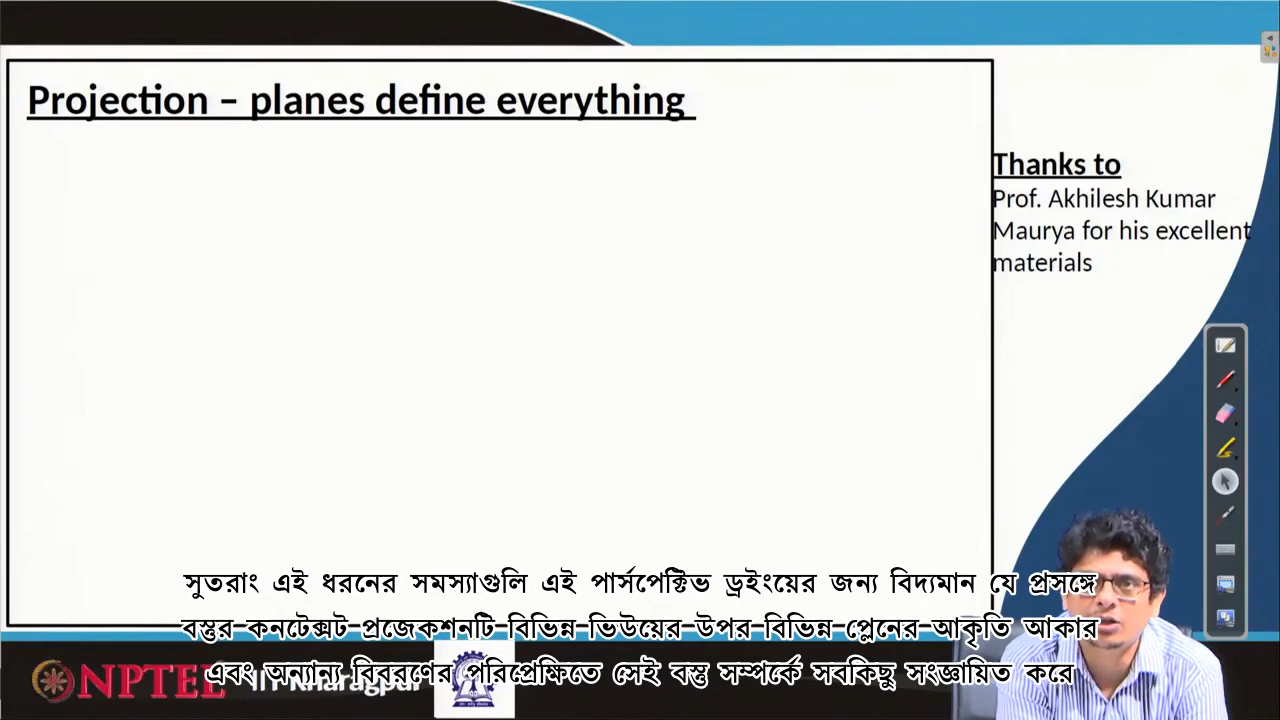 Projection – planes define everything
Thanks to
Prof. Akhilesh Kumar
Maurya for his excellent
materials
সুতরাং এই ধরনের সমস্যাগুলি এই পার্সপেক্টিভ ড্রইংয়ের জন্য বিদ্যমান যে প্রসঙ্গে
বস্তুর কনটেক্সট প্রজেকশনটি বিভিন্ন ভিউয়ের উপর বিভিন্ন প্লেনের আকৃতি আকার
এবং অন্যান্য বিবরণের পরিপ্রেক্ষিতে সেই বস্তু সম্পর্কে সবকিছু সংজ্ঞায়িত করে
NPTEL IIT Kharagpur